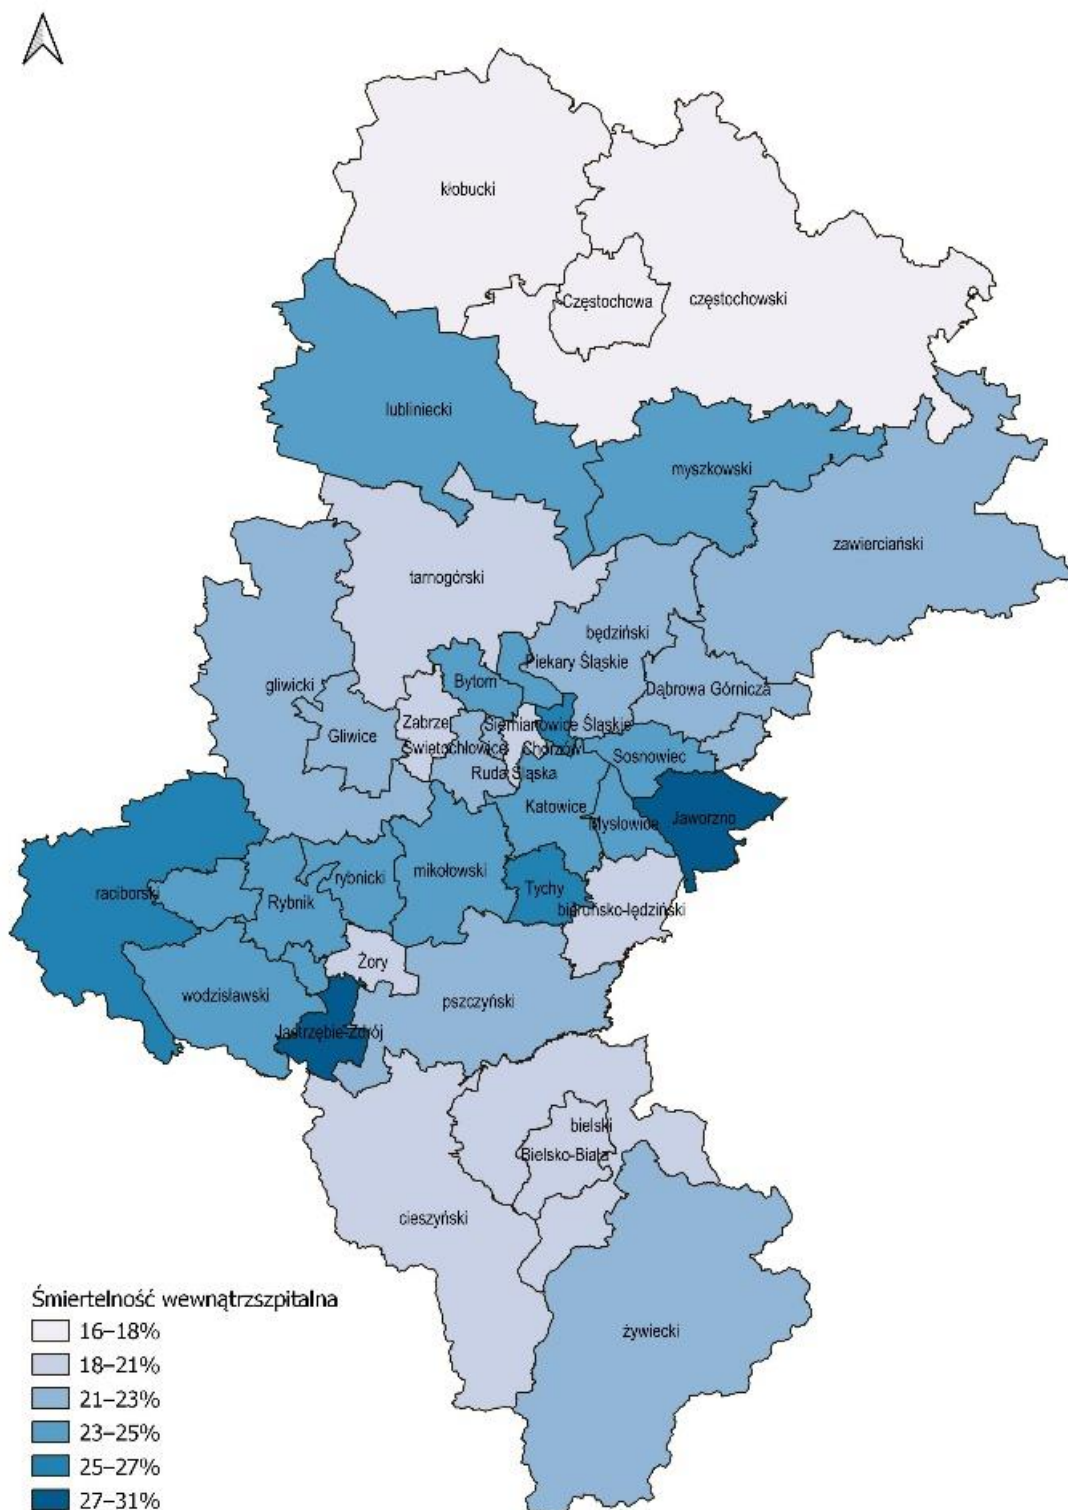 kłobucki
Częstochowa
częstochowski
lubliniecki
myszkowski
zawierciański
tarnogórski
będziński
Piekary Śląskie
gliwicki
Bytom
Dąbrowa Górnicza
Zabrze
Siemianowice Śląskie
Gliwice
Świętochłowice
Chorzów
Sosnowiec
Ruda Śląska
Katowice
Mysłowice
Jaworzno
mikołowski
rybnicki
raciborski
Tychy
Rybnik
bieruńsko-lędziński
Żory
wodzisławski
pszczyński
Jastrzębie-Zdrój
bielski
Bielsko-Biała
cieszyński
żywiecki
Śmiertelność wewnątrzszpitalna
16–18%
18–21%
21–23%
23–25%
25–27%
27–31%